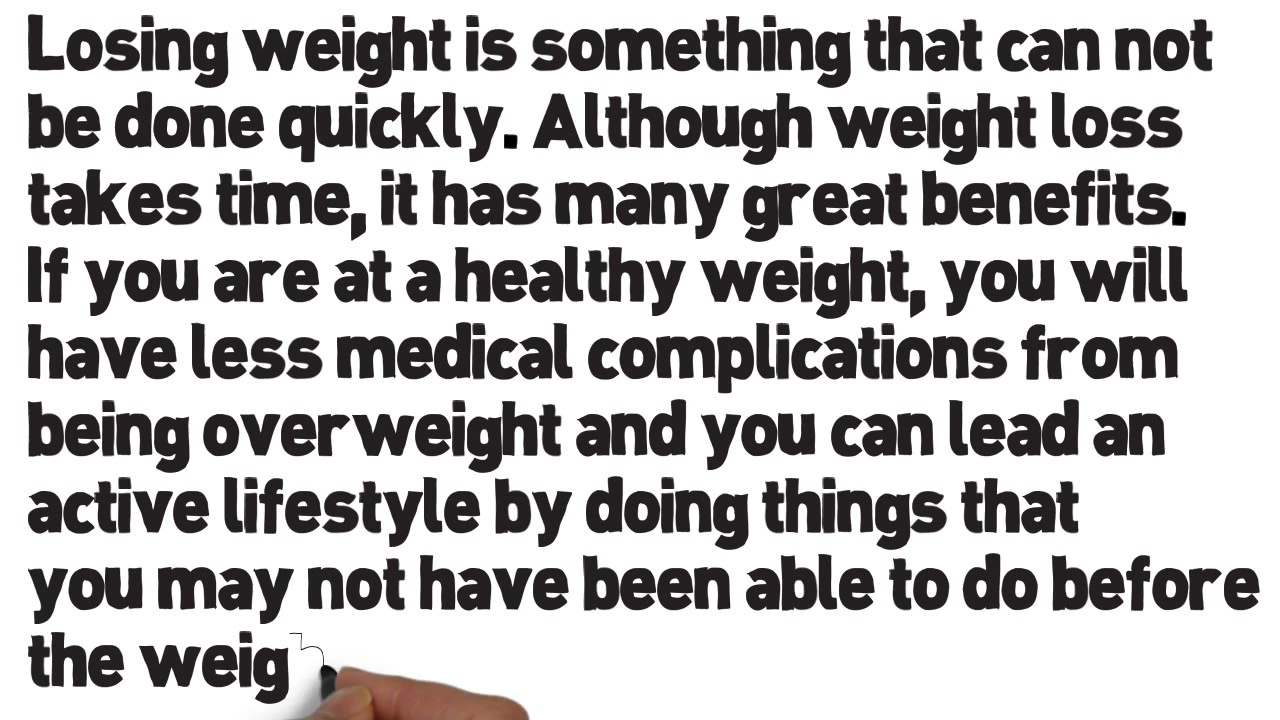 Losing weight is something that can not
be done quickly. Although weight loss
takes time, it has many great benefits.
If you are at a healthy weight, you will
have less medical complications from
being overweight and you can lead an
active lifestyle by doing things that
you may not have been able to do before
the weig